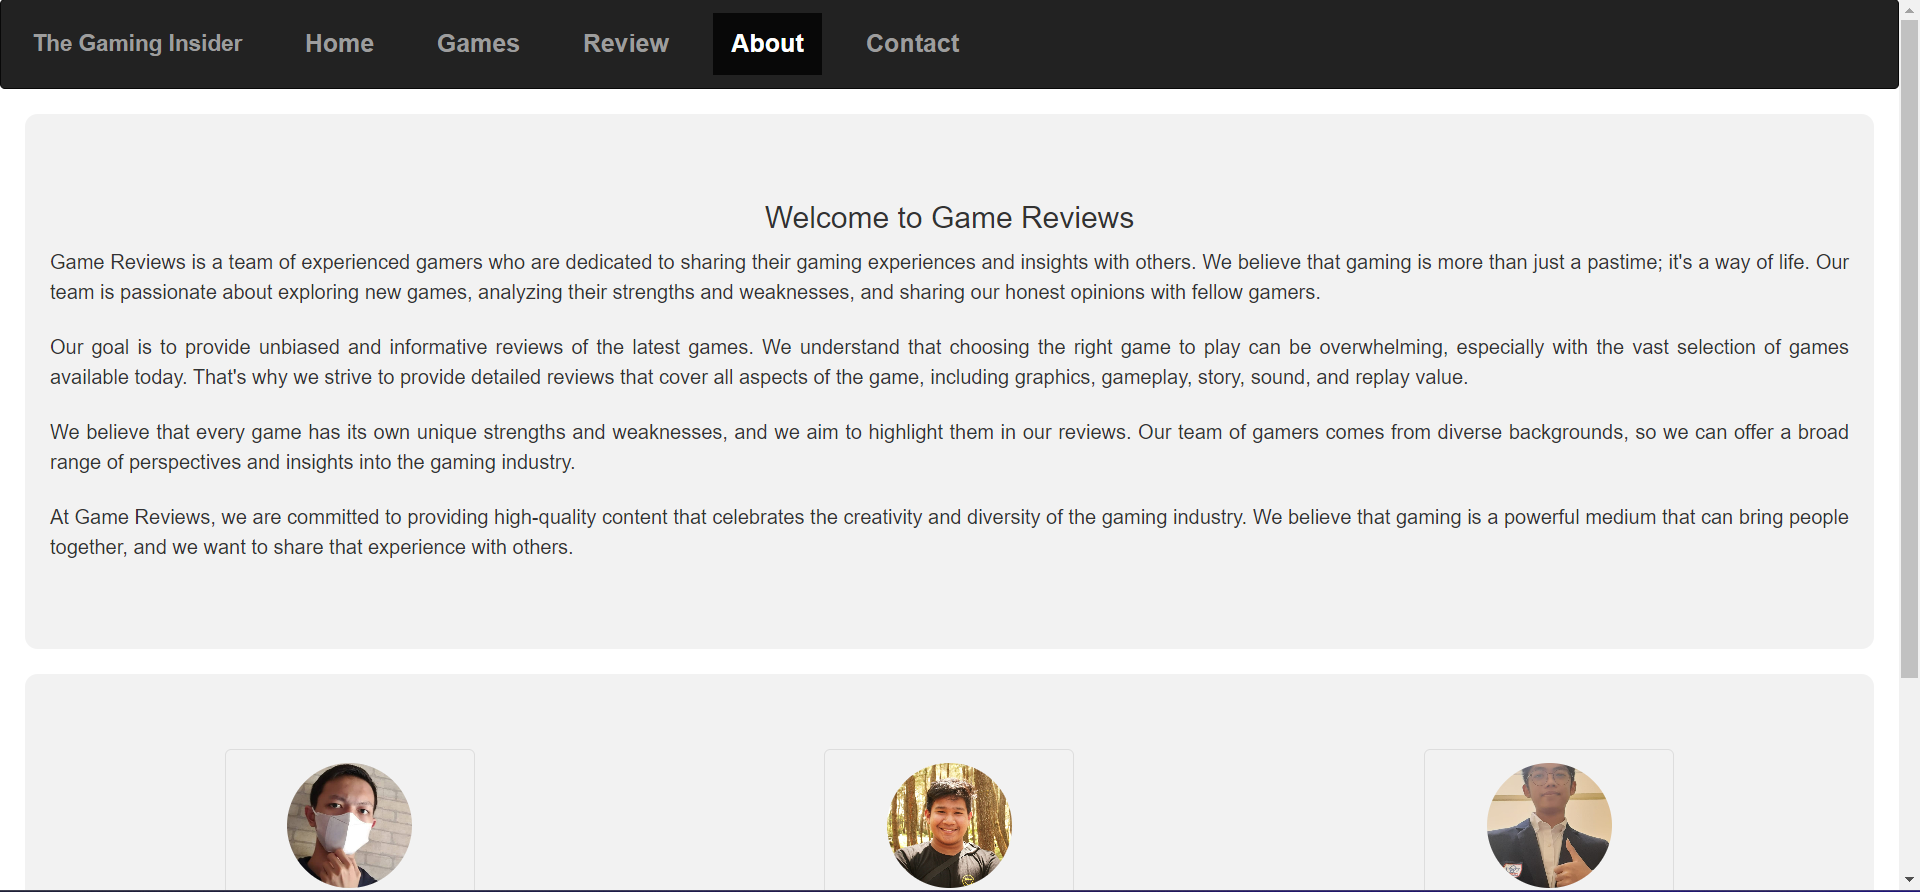 The Gaming Insider Home Games Review About Contact
Welcome to Game Reviews
Game Reviews is a team of experienced gamers who are dedicated to sharing their gaming experiences and insights with others. We believe that gaming is more than just a pastime; it's a way of life. Our
team is passionate about exploring new games, analyzing their strengths and weaknesses, and sharing our honest opinions with fellow gamers.
Our goal is to provide unbiased and informative reviews of the latest games. We understand that choosing the right game to play can be overwhelming, especially with the vast selection of games
available today. That's why we strive to provide detailed reviews that cover all aspects of the game, including graphics, gameplay, story, sound, and replay value.
We believe that every game has its own unique strengths and weaknesses, and we aim to highlight them in our reviews. Our team of gamers comes from diverse backgrounds, so we can offer a broad
range of perspectives and insights into the gaming industry.
At Game Reviews, we are committed to providing high-quality content that celebrates the creativity and diversity of the gaming industry. We believe that gaming is a powerful medium that can bring people
together, and we want to share that experience with others.